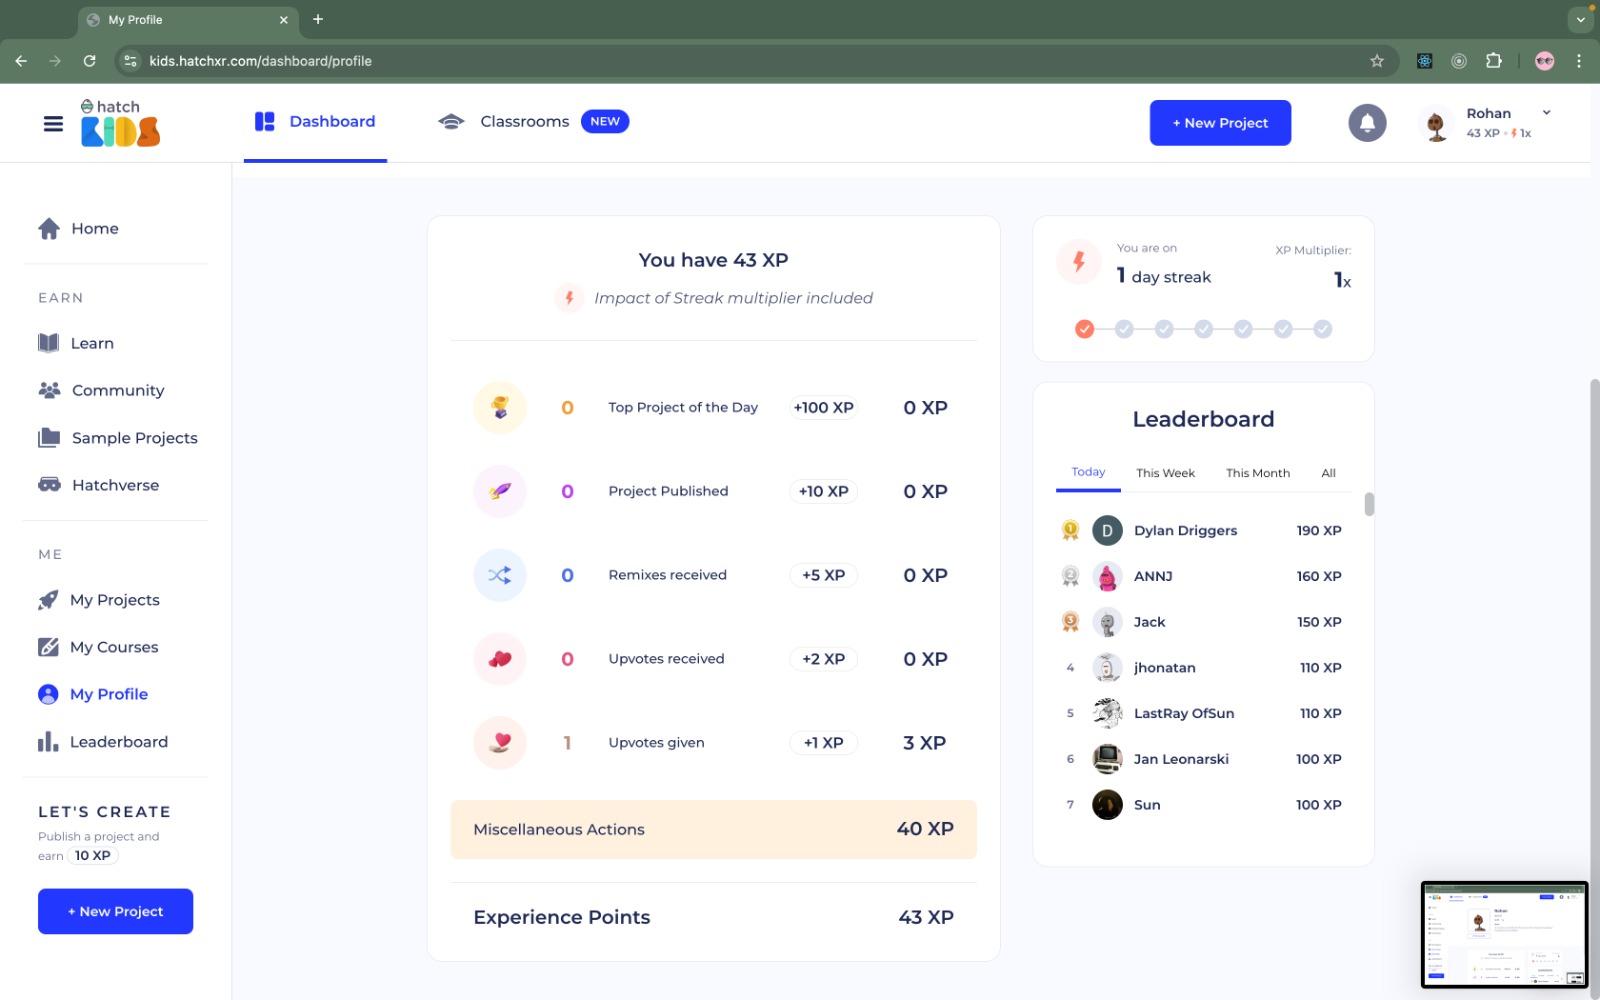 My Profile
kids.hatchxr.com/dashboard/profile
hatch
KIDS
Dashboard
Classrooms NEW
+ New Project
Rohan
43 XP • 1x
Home
EARN
Learn
Community
Sample Projects
Hatchverse
ME
My Projects
My Courses
My Profile
Leaderboard
LET'S CREATE
Publish a project and
earn 10 XP
+ New Project
You have 43 XP
Impact of Streak multiplier included
0 Top Project of the Day +100 XP 0 XP
0 Project Published +10 XP 0 XP
0 Remixes received +5 XP 0 XP
0 Upvotes received +2 XP 0 XP
1 Upvotes given +1 XP 3 XP
Miscellaneous Actions 40 XP
Experience Points 43 XP
You are on
1 day streak
XP Multiplier:
1x
Leaderboard
Today This Week This Month All
1 D Dylan Driggers 190 XP
2 ANNJ 160 XP
3 Jack 150 XP
4 jhonatan 110 XP
5 LastRay OfSun 110 XP
6 Jan Leonarski 100 XP
7 Sun 100 XP
Rohan